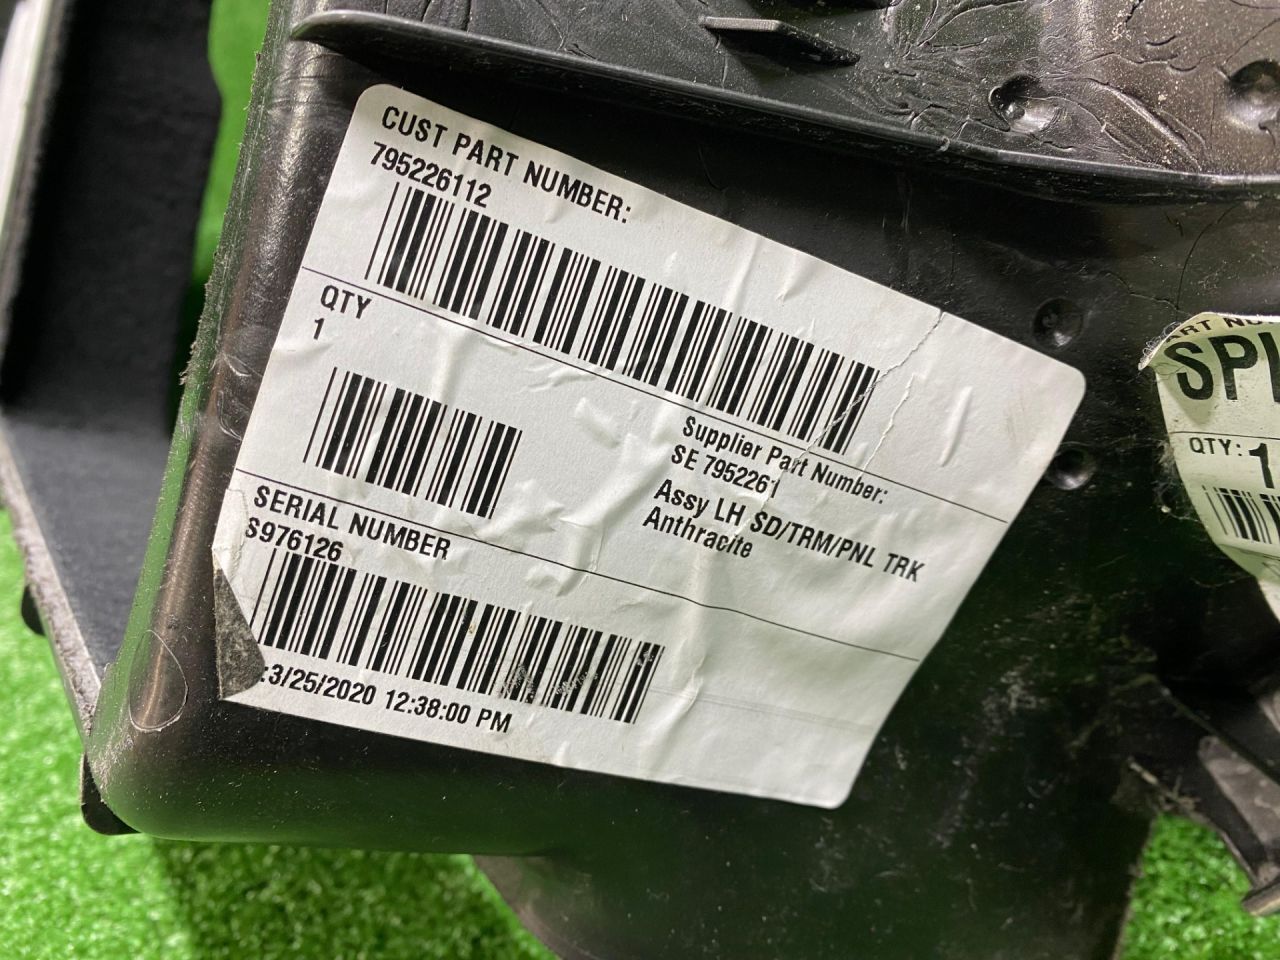 CUST PART NUMBER:
795226112
QTY
1
Supplier Part Number:
SE 7952261
Assy LH SD/TRM/PNL TRK
Anthracite
SERIAL NUMBER
S976126
:3/25/2020 12:38:00 PM
QTY: 1